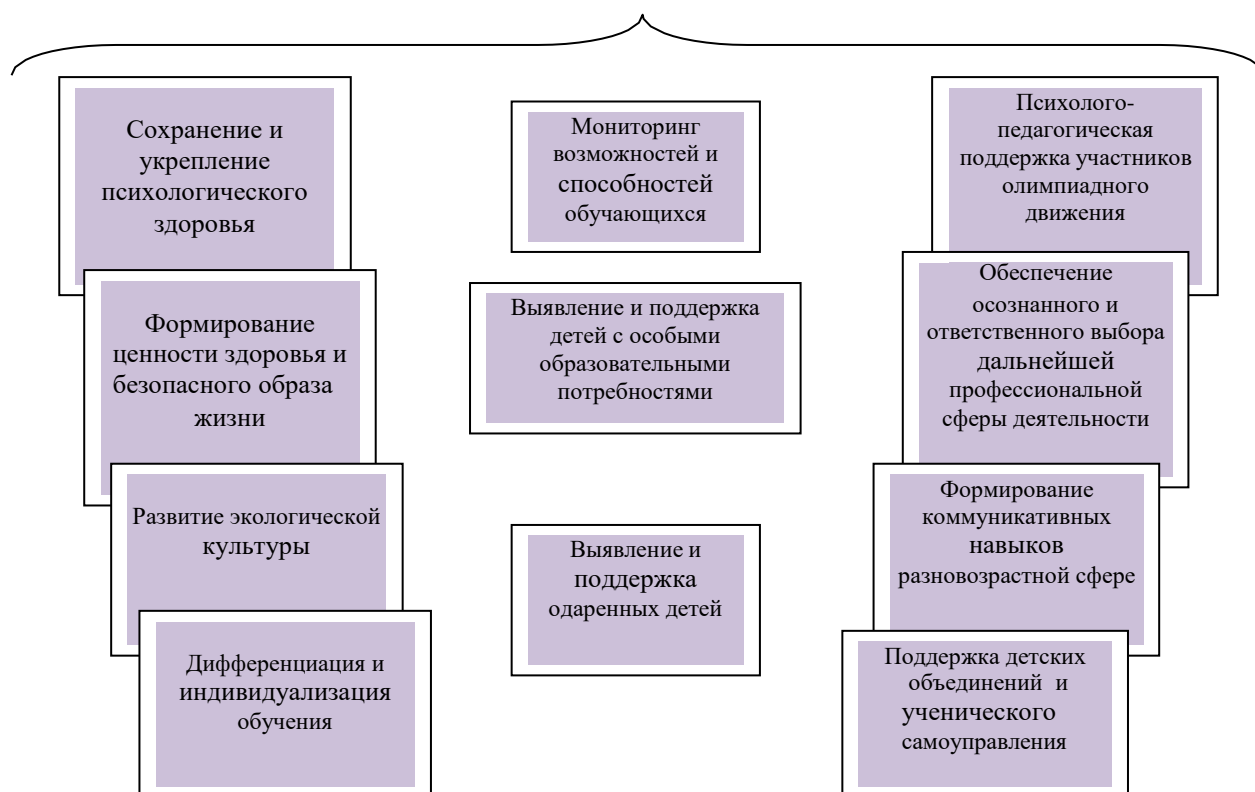 Сохранение и
укрепление
психологического
здоровья
Формирование
ценности здоровья и
безопасного образа
жизни
Развитие экологической
культуры
Дифференциация и
индивидуализация
обучения
Мониторинг
возможностей и
способностей
обучающихся
Выявление и поддержка
детей с особыми
образовательными
потребностями
Выявление и
поддержка
одаренных детей
Психолого-
педагогическая
поддержка участников
олимпиадного
движения
Обеспечение
осознанного и
ответственного выбора
дальнейшей
профессиональной
сферы деятельности
Формирование
коммуникативных
навыков
разновозрастной сфере
Поддержка детских
объединений и
ученического
самоуправления